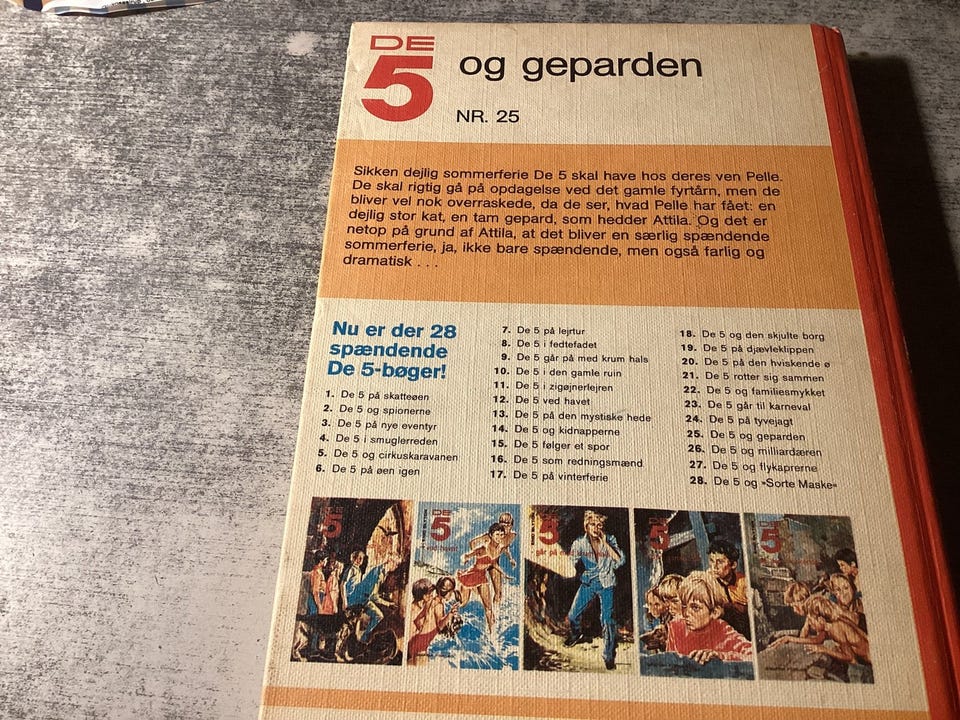 DE
5
og geparden
NR. 25
Sikken dejlig sommerferie De 5 skal have hos deres ven Pelle.
De skal rigtig gå på opdagelse ved det gamle fyrtårn, men de
bliver vel nok overraskede, da de ser, hvad Pelle har fået: en
dejlig stor kat, en tam gepard, som hedder Attila. Og det er
netop på grund af Attila, at det bliver en særlig spændende
sommerferie, ja, ikke bare spændende, men også farlig og
dramatisk . . .
Nu er der 28
spændende
De 5-bøger!
1. De 5 på skatteøen
2. De 5 og spionerne
3. De 5 på nye eventyr
4. De 5 i smuglerreden
5. De 5 og cirkuskaravanen
6. De 5 på øen igen
7. De 5 på lejrtur
8. De 5 i fedtefadet
9. De 5 går på med krum hals
10. De 5 i den gamle ruin
11. De 5 i zigøjnerlejren
12. De 5 ved havet
13. De 5 på den mystiske hede
14. De 5 og kidnapperne
15. De 5 følger et spor
16. De 5 som redningsmænd
17. De 5 på vinterferie
18. De 5 og den skjulte borg
19. De 5 på djævleklippen
20. De 5 på den hviskende ø
21. De 5 rotter sig sammen
22. De 5 og familiesmykket
23. De 5 går til karneval
24. De 5 på tyvejagt
25. De 5 og geparden
26. De 5 og milliardæren
27. De 5 og flykaprerne
28. De 5 og »Sorte Maske«
5
DE
5
5
5
5